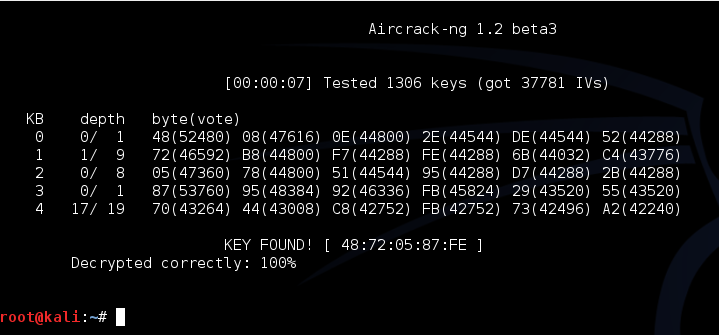 Aircrack-ng 1.2 beta3
[00:00:07] Tested 1306 keys (got 37781 IVs)
KB depth byte(vote)
0 0/ 1 48(52480) 08(47616) 0E(44800) 2E(44544) DE(44544) 52(44288)
1 1/ 9 72(46592) B8(44800) F7(44288) FE(44288) 6B(44032) C4(43776)
2 0/ 8 05(47360) 78(44800) 51(44544) 95(44288) D7(44288) 2B(44288)
3 0/ 1 87(53760) 95(48384) 92(46336) FB(45824) 29(43520) 55(43520)
4 17/ 19 70(43264) 44(43008) C8(42752) FB(42752) 73(42496) A2(42240)
KEY FOUND! [ 48:72:05:87:FE ]
Decrypted correctly: 100%
root@kali:~#